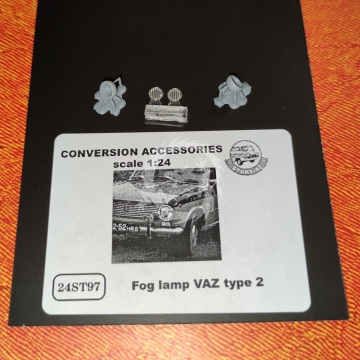 CONVERSION ACCESSORIES
scale 1:24
24ST97
Fog lamp VAZ type 2